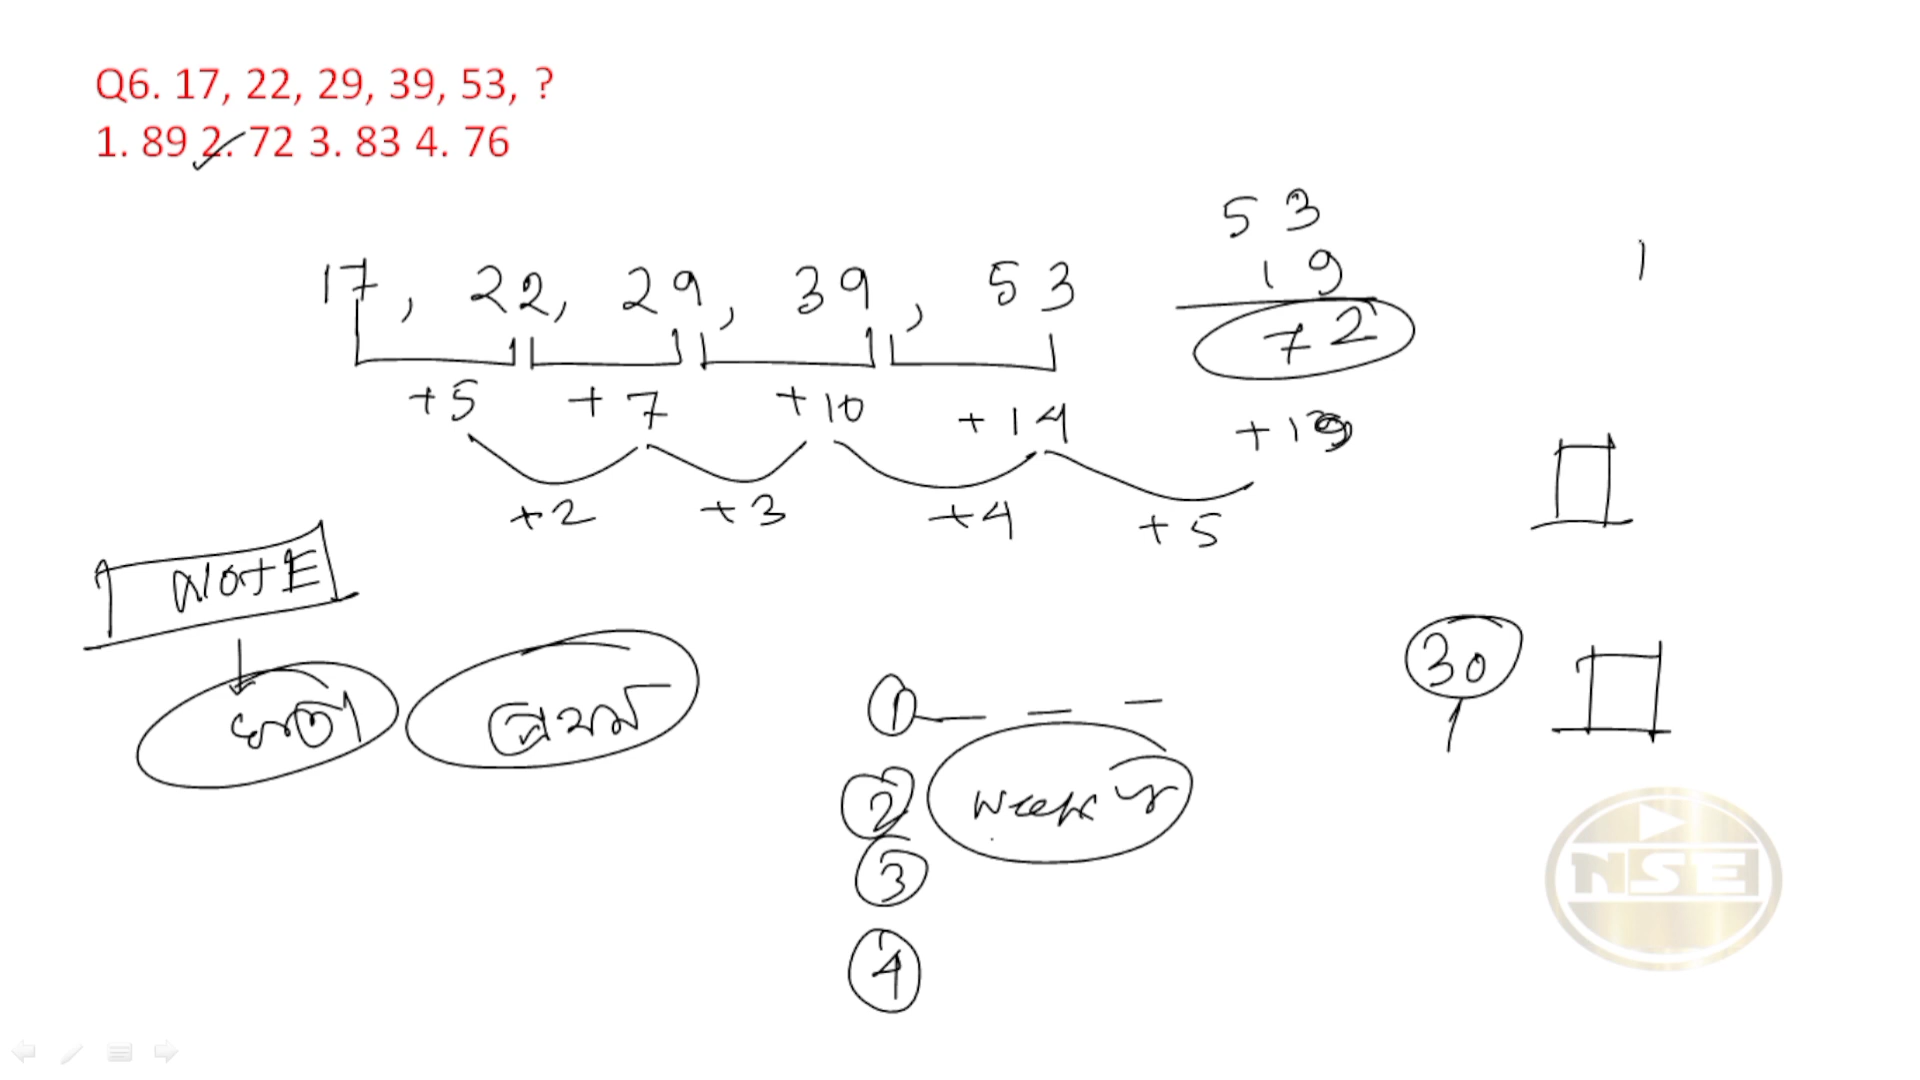 Q6. 17, 22, 29, 39, 53, ?
1. 89 2. 72 3. 83 4. 76
53
19
72
17, 22, 29, 39, 53
+5 +7 +10 +14 +19
+2 +3 +4 +5
NOTE
30
1
2
3
4
NSE